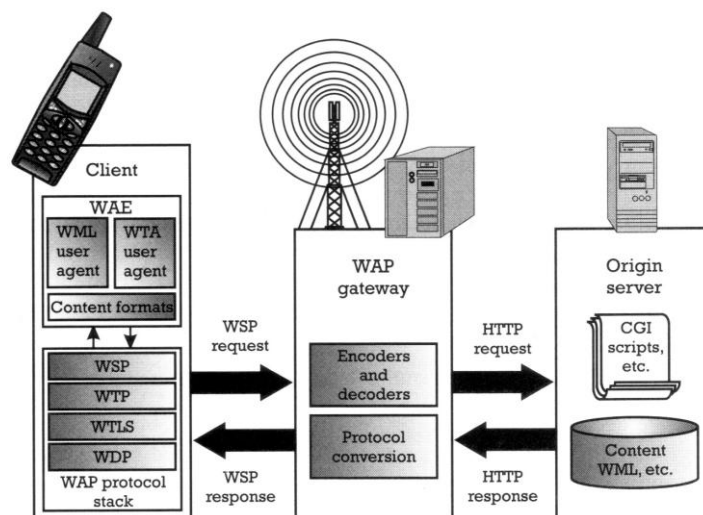 Client
WAE
WML
user
agent
WTA
user
agent
Content formats
WSP
WTP
WTLS
WDP
WAP protocol
stack
WSP
request
WSP
response
WAP
gateway
Encoders
and
decoders
Protocol
conversion
HTTP
request
HTTP
response
Origin
server
CGI
scripts,
etc.
Content
WML, etc.